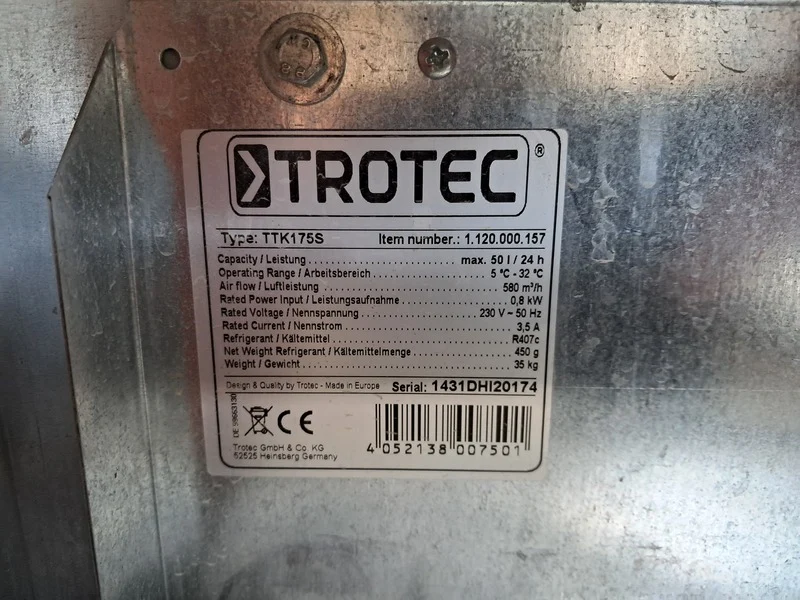 M8
8.8
TROTEC®
Type: TTK175S Item number.: 1.120.000.157
Capacity / Leistung max. 50 l / 24 h
Operating Range / Arbeitsbereich 5 °C - 32 °C
Air flow / Luftleistung 580 m³/h
Rated Power Input / Leistungsaufnahme 0,8 kW
Rated Voltage / Nennspannung 230 V ~ 50 Hz
Rated Current / Nennstrom 3,5 A
Refrigerant / Kältemittel R407c
Net Weight Refrigerant / Kältemittelmenge 450 g
Weight / Gewicht 35 kg
Design & Quality by Trotec - Made in Europe Serial: 1431DHI20174
CE
Trotec GmbH & Co. KG
52525 Heinsberg Germany
4 052138 007501